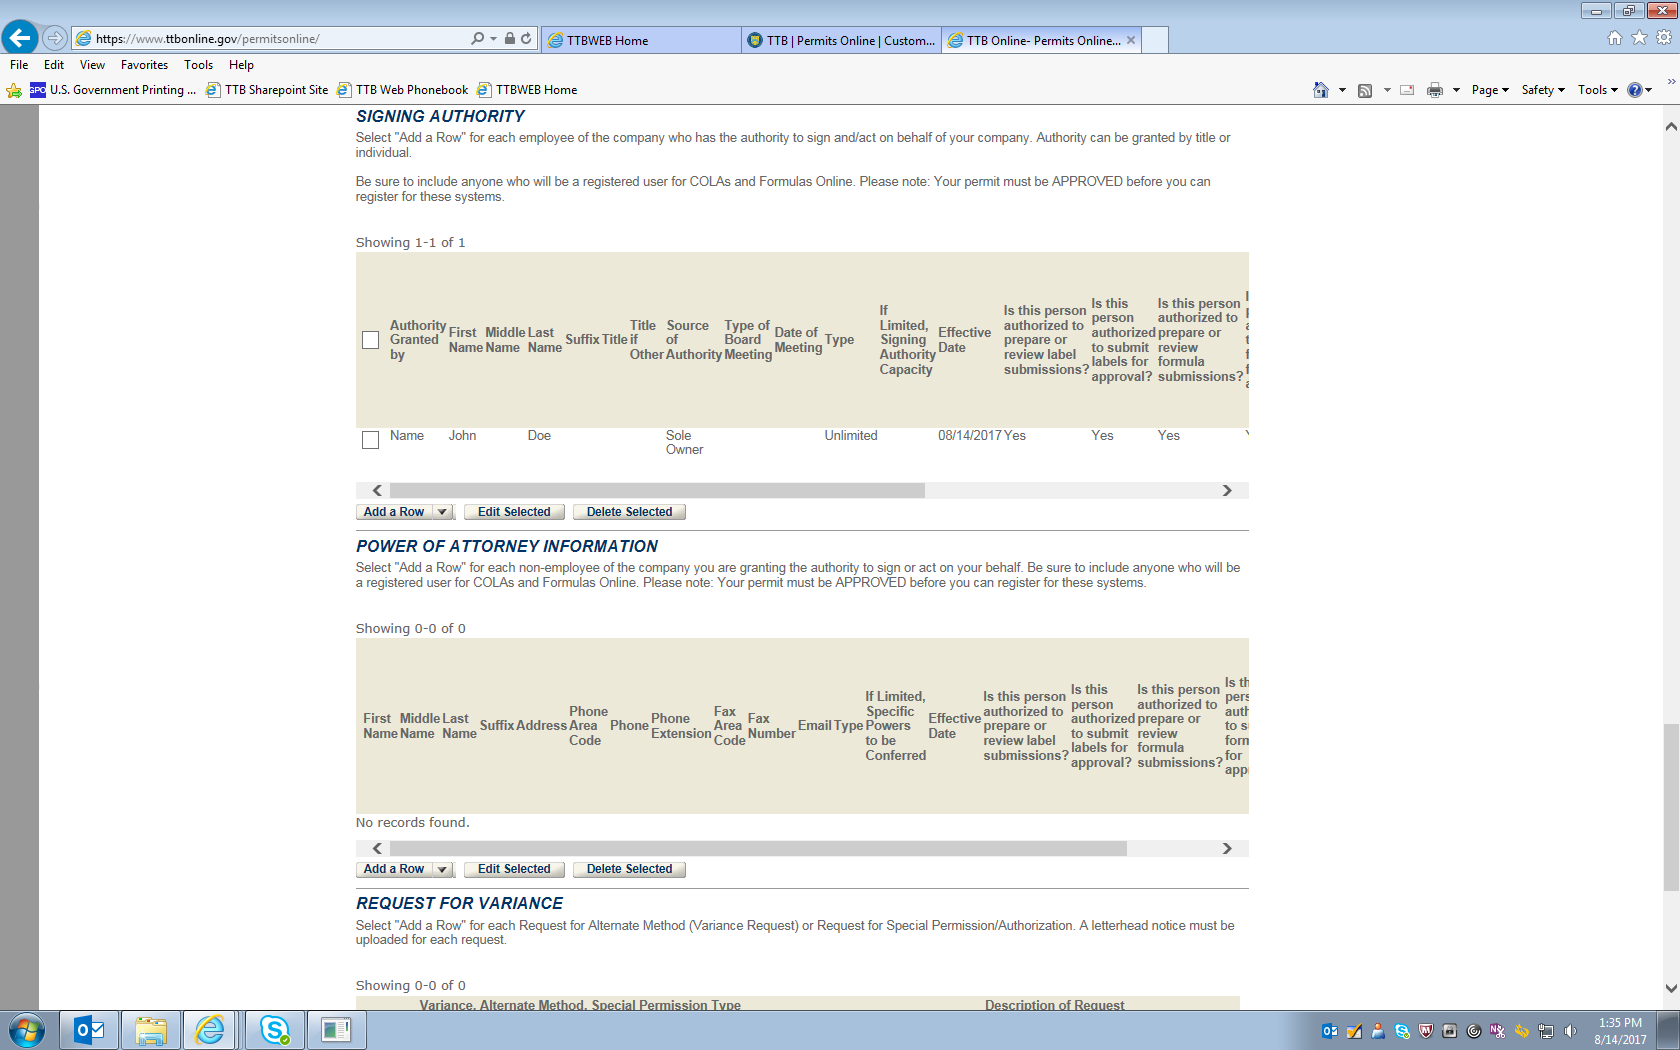 https://www.ttbonline.gov/permitsonline/
TTBWEB Home
TTB | Permits Online | Custom...
TTB Online- Permits Online...
File Edit View Favorites Tools Help
GPO U.S. Government Printing ... TTB Sharepoint Site TTB Web Phonebook TTBWEB Home
Page Safety Tools
SIGNING AUTHORITY
Select "Add a Row" for each employee of the company who has the authority to sign and/act on behalf of your company. Authority can be granted by title or
individual.
Be sure to include anyone who will be a registered user for COLAs and Formulas Online. Please note: Your permit must be APPROVED before you can
register for these systems.
Showing 1-1 of 1
Authority
Granted
by
First
Name
Middle
Name
Last
Name
Suffix
Title
Title
if
Other
Source
of
Authority
Type of
Board
Meeting
Date of
Meeting
Type
If
Limited,
Signing
Authority
Capacity
Effective
Date
Is this person
authorized to
prepare or
review label
submissions?
Is this
person
authorized
to submit
labels for
approval?
Is this person
authorized to
prepare or
review
formula
submissions?
Name John Doe Sole Unlimited 08/14/2017 Yes Yes Yes
Owner
Add a Row Edit Selected Delete Selected
POWER OF ATTORNEY INFORMATION
Select "Add a Row" for each non-employee of the company you are granting the authority to sign or act on your behalf. Be sure to include anyone who will be
a registered user for COLAs and Formulas Online. Please note: Your permit must be APPROVED before you can register for these systems.
Showing 0-0 of 0
First
Name
Middle
Name
Last
Name
Suffix
Address
Phone
Area
Code
Phone
Phone
Extension
Fax
Area
Code
Fax
Number
Email
Type
If Limited,
Specific
Powers
to be
Conferred
Effective
Date
Is this person
authorized to
prepare or
review label
submissions?
Is this
person
authorized
to submit
labels for
approval?
Is this person
authorized to
prepare or
review
formula
submissions?
Is th
pers
auth
to s
form
for
app
No records found.
Add a Row Edit Selected Delete Selected
REQUEST FOR VARIANCE
Select "Add a Row" for each Request for Alternate Method (Variance Request) or Request for Special Permission/Authorization. A letterhead notice must be
uploaded for each request.
Showing 0-0 of 0
Variance, Alternate Method, Special Permission Type Description of Request
1:35 PM
8/14/2017